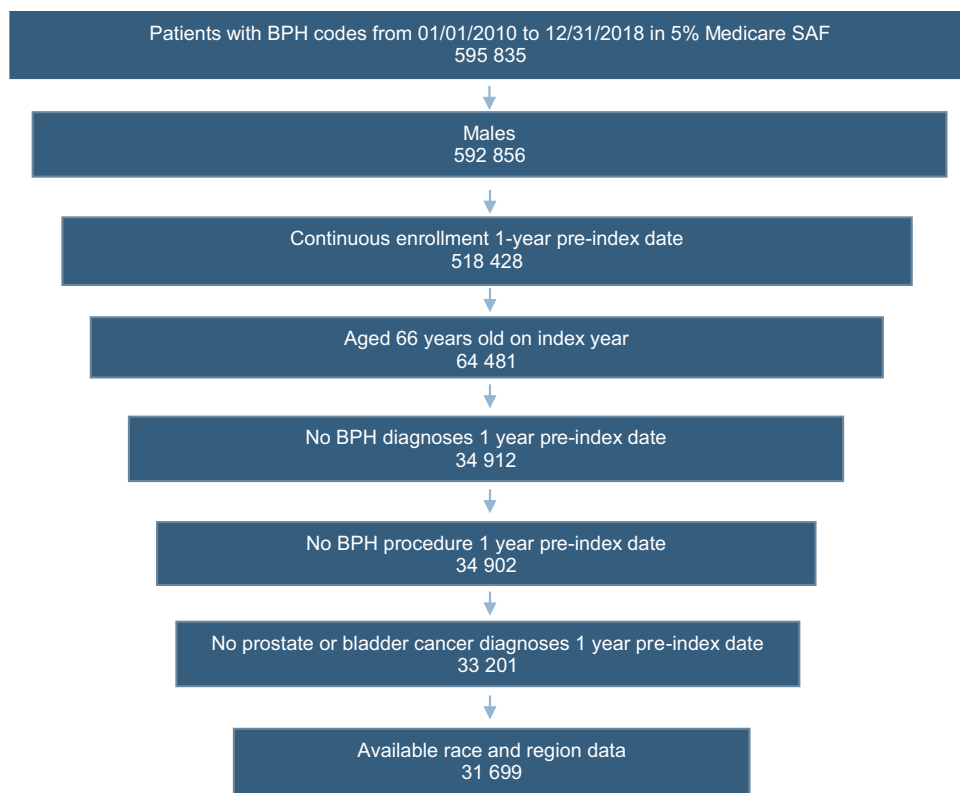 Patients with BPH codes from 01/01/2010 to 12/31/2018 in 5% Medicare SAF
595 835
Males
592 856
Continuous enrollment 1-year pre-index date
518 428
Aged 66 years old on index year
64 481
No BPH diagnoses 1 year pre-index date
34 912
No BPH procedure 1 year pre-index date
34 902
No prostate or bladder cancer diagnoses 1 year pre-index date
33 201
Available race and region data
31 699